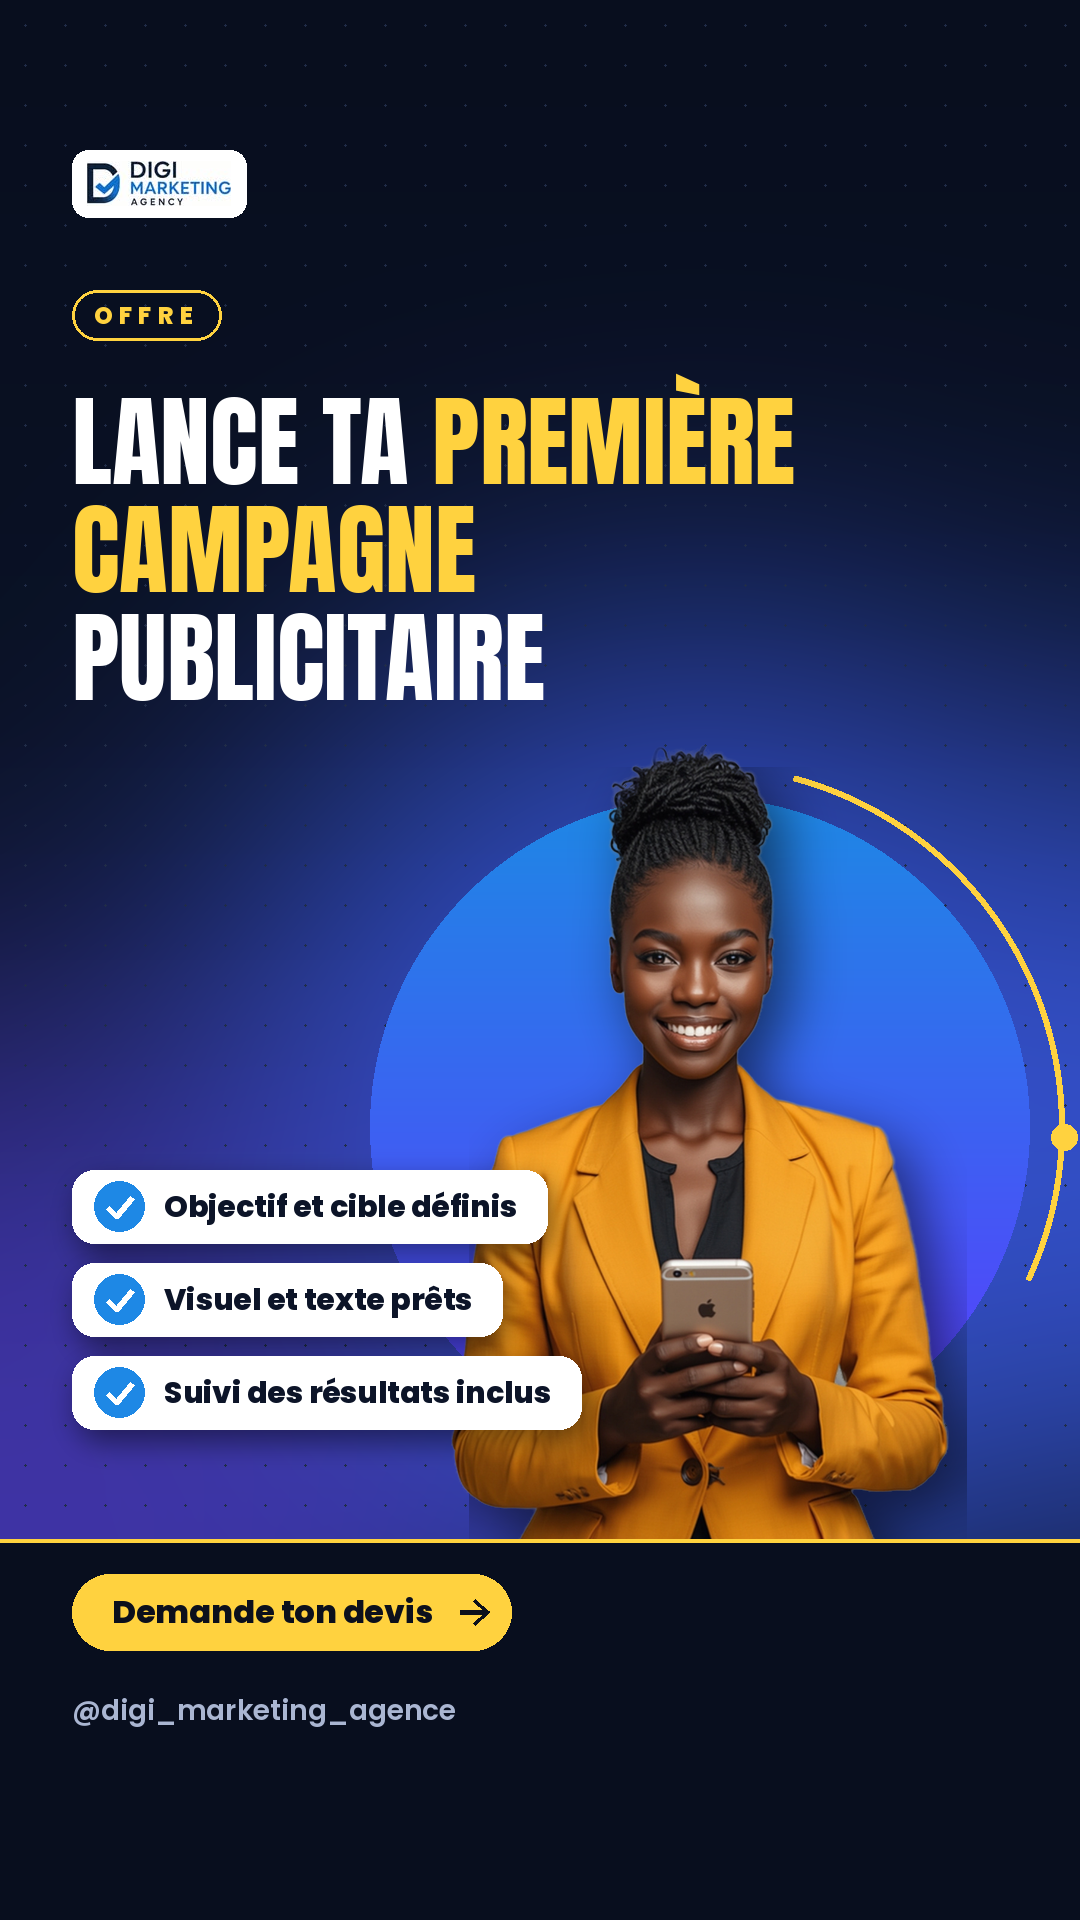 DIGI
MARKETING
AGENCY
OFFRE
LANCE TA PREMIÈRE
CAMPAGNE
PUBLICITAIRE
Objectif et cible définis
Visuel et texte prêts
Suivi des résultats inclus
Demande ton devis
@digi_marketing_agence